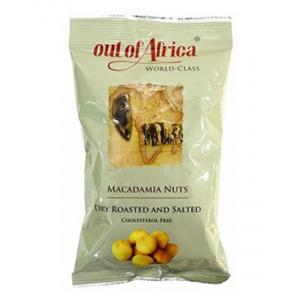 out of Africa®
WORLD-CLASS
MACADAMIA NUTS
DRY ROASTED AND SALTED
CHOLESTEROL FREE